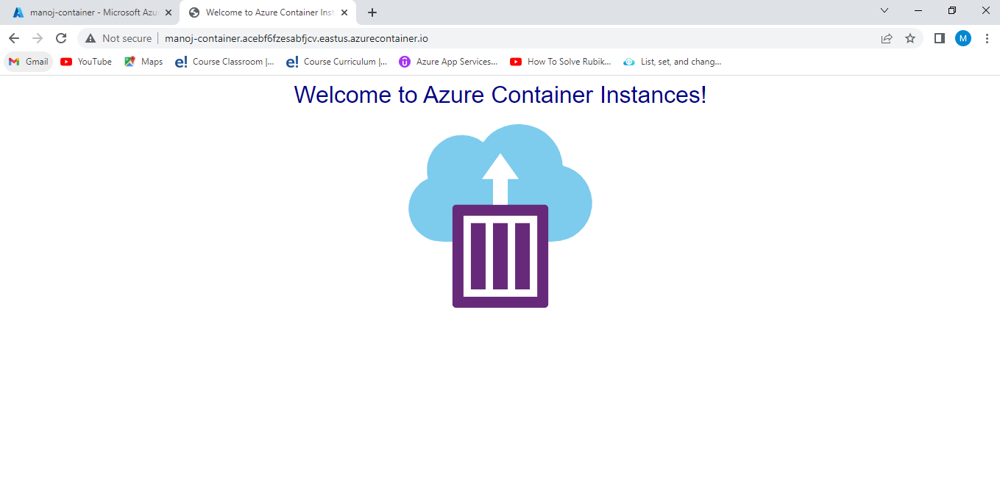 manoj-container - Microsoft Azu
Welcome to Azure Container Inst
Not secure
manoj-container.acebf6fzesabfjcv.eastus.azurecontainer.io
M
Gmail
YouTube
Maps
e! Course Classroom |...
e! Course Curriculum |...
Azure App Services...
How To Solve Rubik...
List, set, and chang...
Welcome to Azure Container Instances!